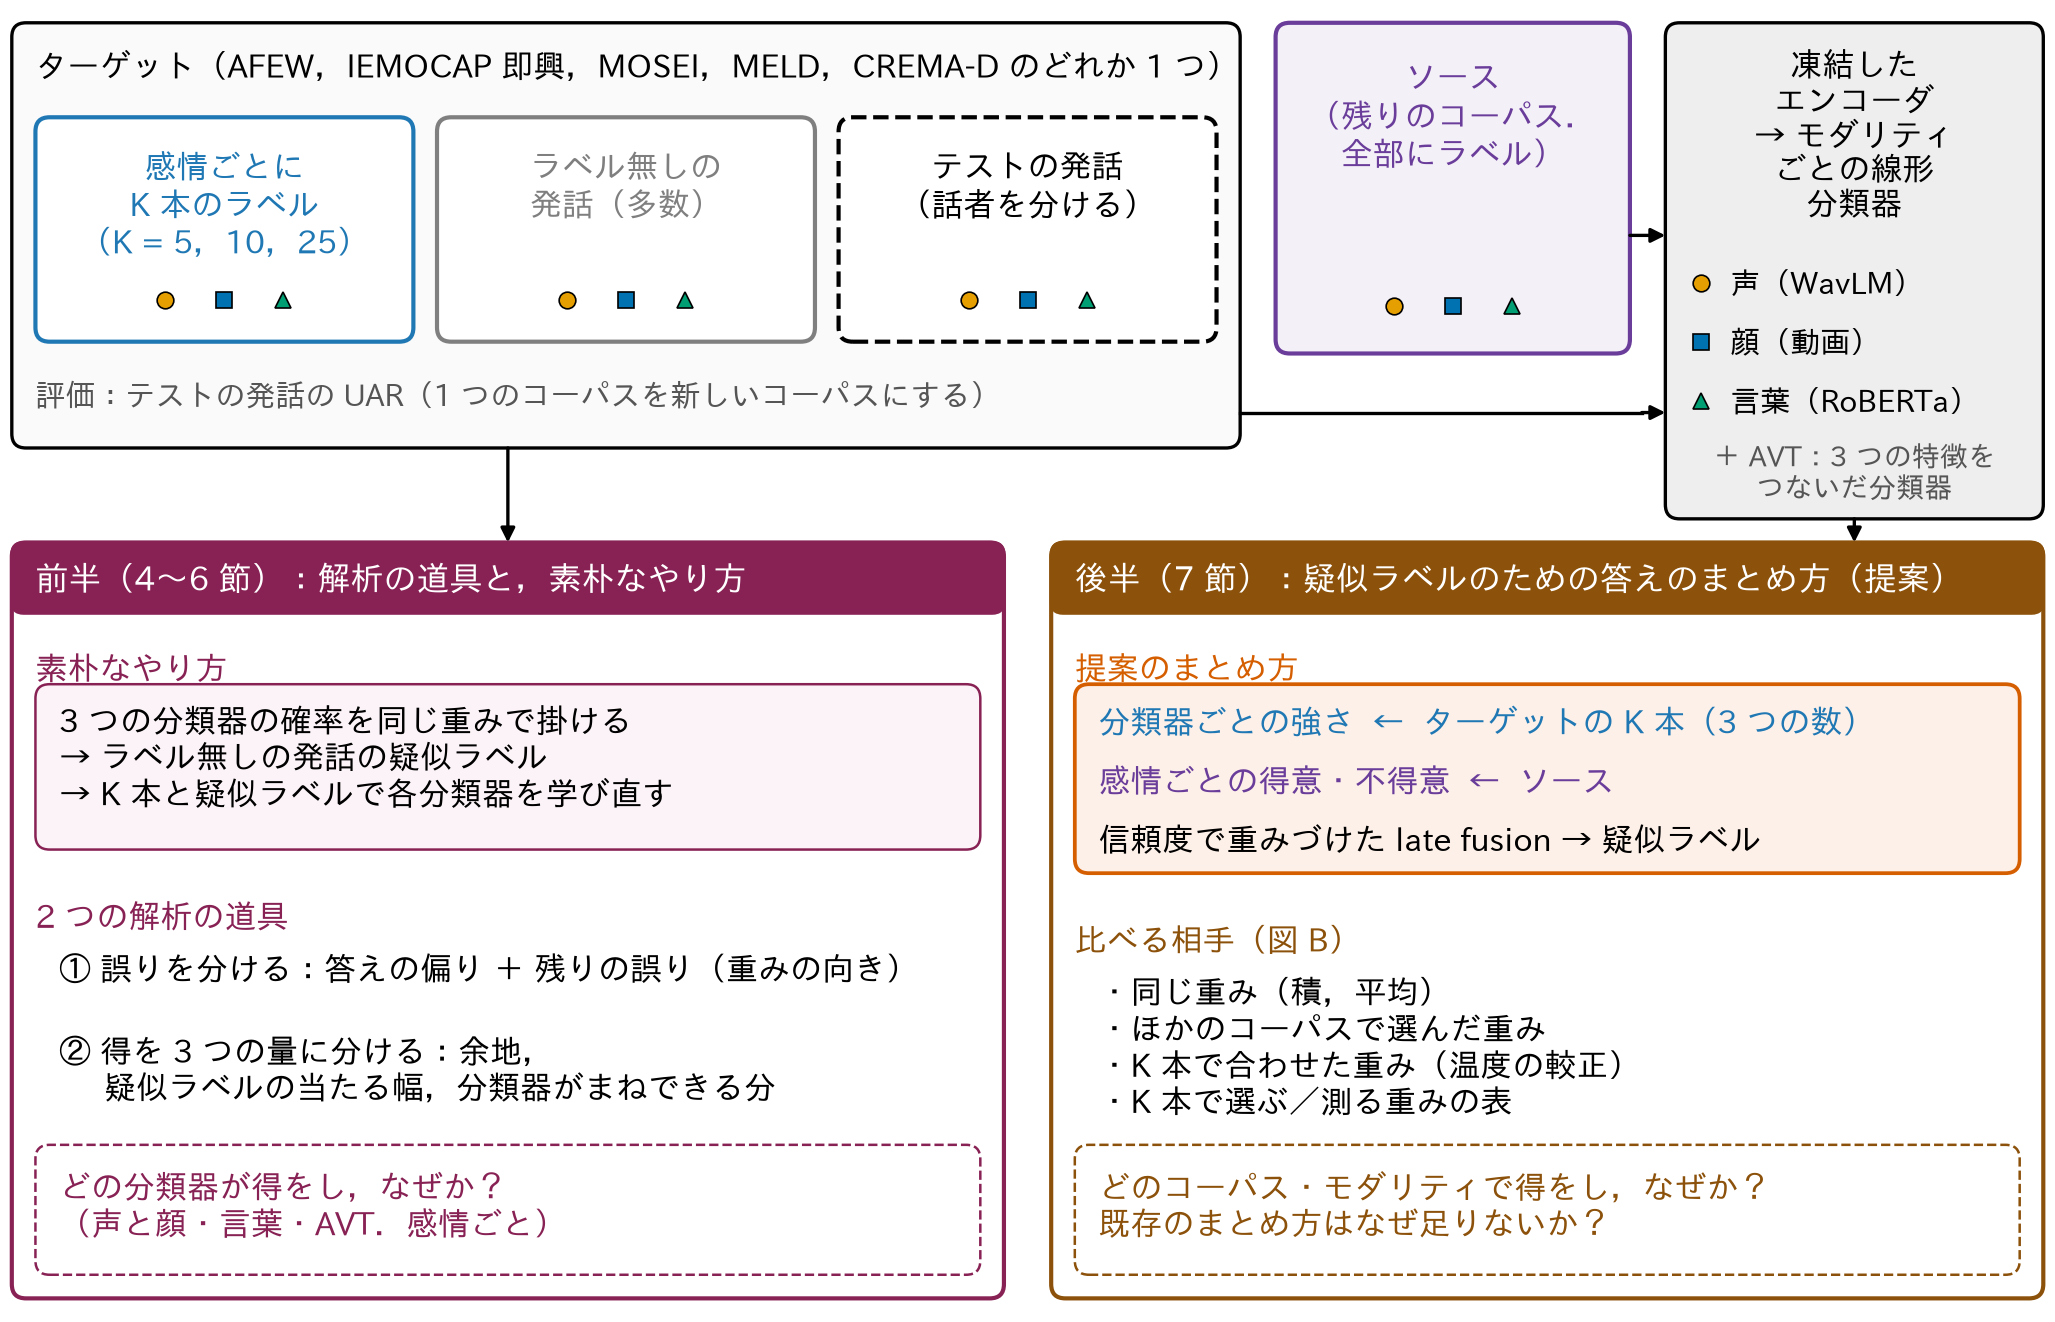 ターゲット（AFEW，IEMOCAP 即興，MOSEI，MELD，CREMA-D のどれか 1 つ）
感情ごとに
K 本のラベル
（K = 5，10，25）
ラベル無しの
発話（多数）
テストの発話
（話者を分ける）
評価：テストの発話の UAR（1 つのコーパスを新しいコーパスにする）
ソース
（残りのコーパス．
全部にラベル）
凍結した
エンコーダ
→ モダリティ
ごとの線形
分類器
声（WavLM）
顔（動画）
言葉（RoBERTa）
＋ AVT：3 つの特徴を
つないだ分類器
前半（4〜6 節）：解析の道具と，素朴なやり方
素朴なやり方
3 つの分類器の確率を同じ重みで掛ける
→ ラベル無しの発話の疑似ラベル
→ K 本と疑似ラベルで各分類器を学び直す
2 つの解析の道具
① 誤りを分ける：答えの偏り ＋ 残りの誤り（重みの向き）
② 得を 3 つの量に分ける：余地，
疑似ラベルの当たる幅，分類器がまねできる分
どの分類器が得をし，なぜか？
（声と顔・言葉・AVT．感情ごと）
後半（7 節）：疑似ラベルのための答えのまとめ方（提案）
提案のまとめ方
分類器ごとの強さ ← ターゲットの K 本（3 つの数）
感情ごとの得意・不得意 ← ソース
信頼度で重みづけた late fusion → 疑似ラベル
比べる相手（図 B）
・同じ重み（積，平均）
・ほかのコーパスで選んだ重み
・K 本で合わせた重み（温度の較正）
・K 本で選ぶ／測る重みの表
どのコーパス・モダリティで得をし，なぜか？
既存のまとめ方はなぜ足りないか？